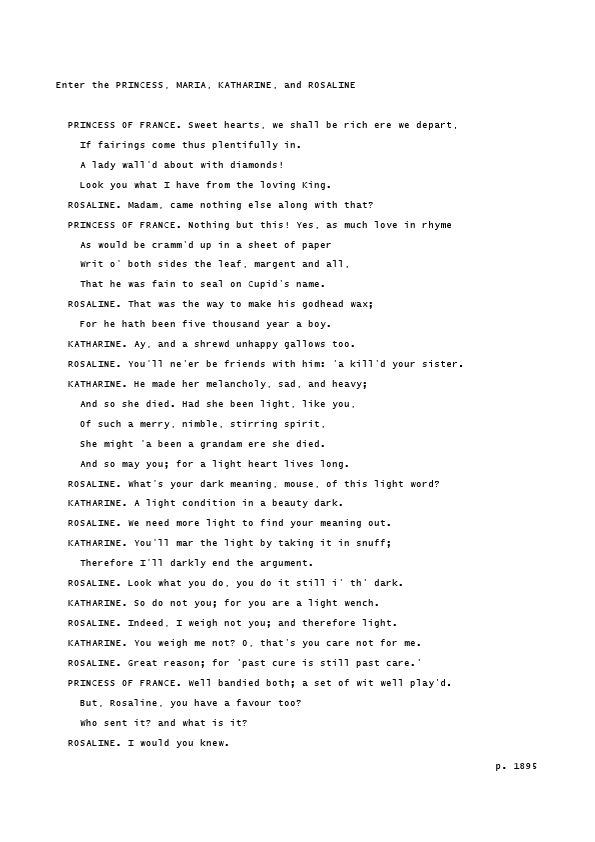 Enter the PRINCESS, MARIA, KATHARINE, and ROSALINE
PRINCESS OF FRANCE. Sweet hearts, we shall be rich ere we depart,
If fairings come thus plentifully in.
A lady wall'd about with diamonds!
Look you what I have from the loving King.
ROSALINE. Madam, came nothing else along with that?
PRINCESS OF FRANCE. Nothing but this! Yes, as much love in rhyme
As would be cramm'd up in a sheet of paper
Writ o' both sides the leaf, margent and all,
That he was fain to seal on Cupid's name.
ROSALINE. That was the way to make his godhead wax;
For he hath been five thousand year a boy.
KATHARINE. Ay, and a shrewd unhappy gallows too.
ROSALINE. You'll ne'er be friends with him: 'a kill'd your sister.
KATHARINE. He made her melancholy, sad, and heavy;
And so she died. Had she been light, like you,
Of such a merry, nimble, stirring spirit,
She might 'a been a grandam ere she died.
And so may you; for a light heart lives long.
ROSALINE. What's your dark meaning, mouse, of this light word?
KATHARINE. A light condition in a beauty dark.
ROSALINE. We need more light to find your meaning out.
KATHARINE. You'll mar the light by taking it in snuff;
Therefore I'll darkly end the argument.
ROSALINE. Look what you do, you do it still i' th' dark.
KATHARINE. So do not you; for you are a light wench.
ROSALINE. Indeed, I weigh not you; and therefore light.
KATHARINE. You weigh me not? O, that's you care not for me.
ROSALINE. Great reason; for 'past cure is still past care.'
PRINCESS OF FRANCE. Well bandied both; a set of wit well play'd.
But, Rosaline, you have a favour too?
Who sent it? and what is it?
ROSALINE. I would you knew.
p. 1895